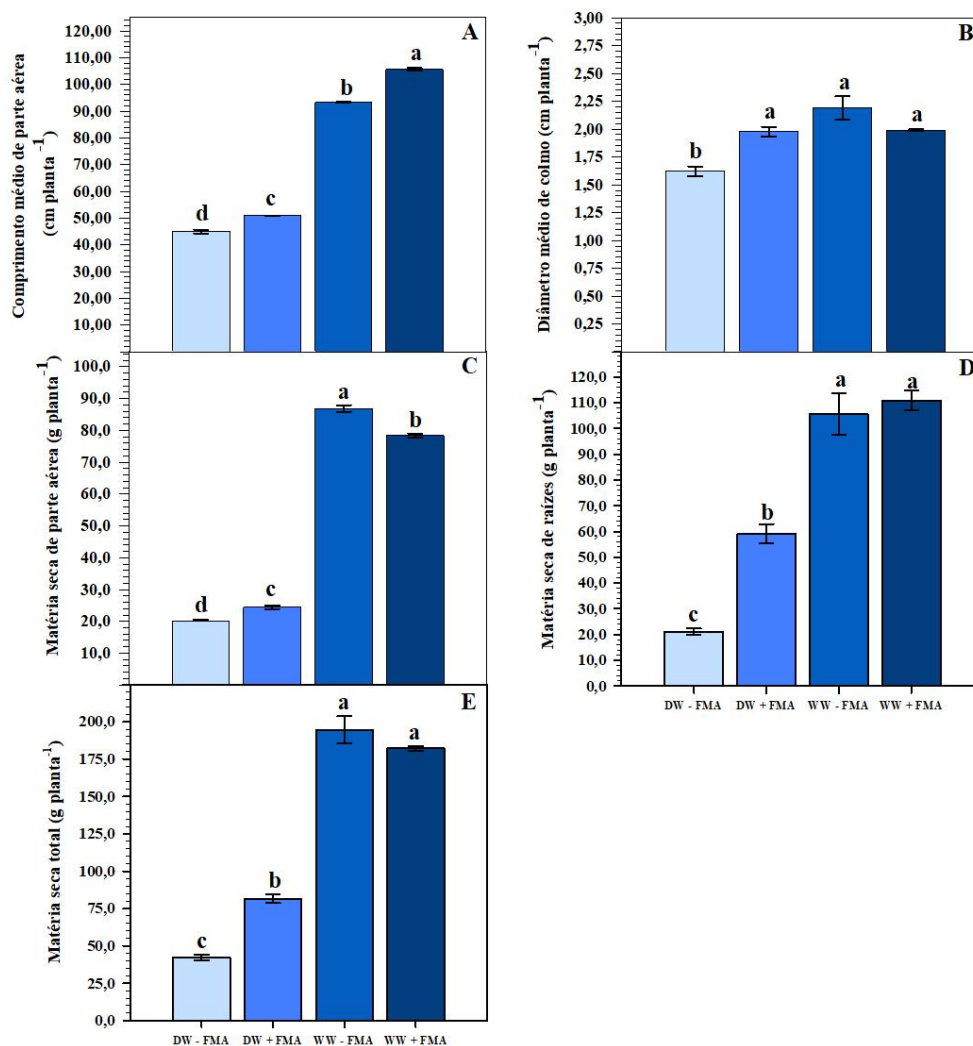 A
Comprimento médio de parte aérea
(cm planta -1)
120,00
110,00
100,00
90,00
80,00
70,00
60,00
50,00
40,00
30,00
20,00
10,00
d
c
b
a
B
Diâmetro médio de colmo (cm planta-1)
3,00
2,75
2,50
2,25
2,00
1,75
1,50
1,25
1,00
0,75
0,50
0,25
b
a
a
a
C
Matéria seca de parte aérea (g planta-1)
100,0
90,0
80,0
70,0
60,0
50,0
40,0
30,0
20,0
10,0
d
c
a
b
D
Matéria seca de raízes (g planta-1)
120,0
110,0
100,0
90,0
80,0
70,0
60,0
50,0
40,0
30,0
20,0
10,0
0,0
c
b
a
a
DW - FMA
DW + FMA
WW - FMA
WW + FMA
E
Matéria seca total (g planta-1)
200,0
175,0
150,0
125,0
100,0
75,0
50,0
25,0
0,0
c
b
a
a
DW - FMA
DW + FMA
WW - FMA
WW + FMA